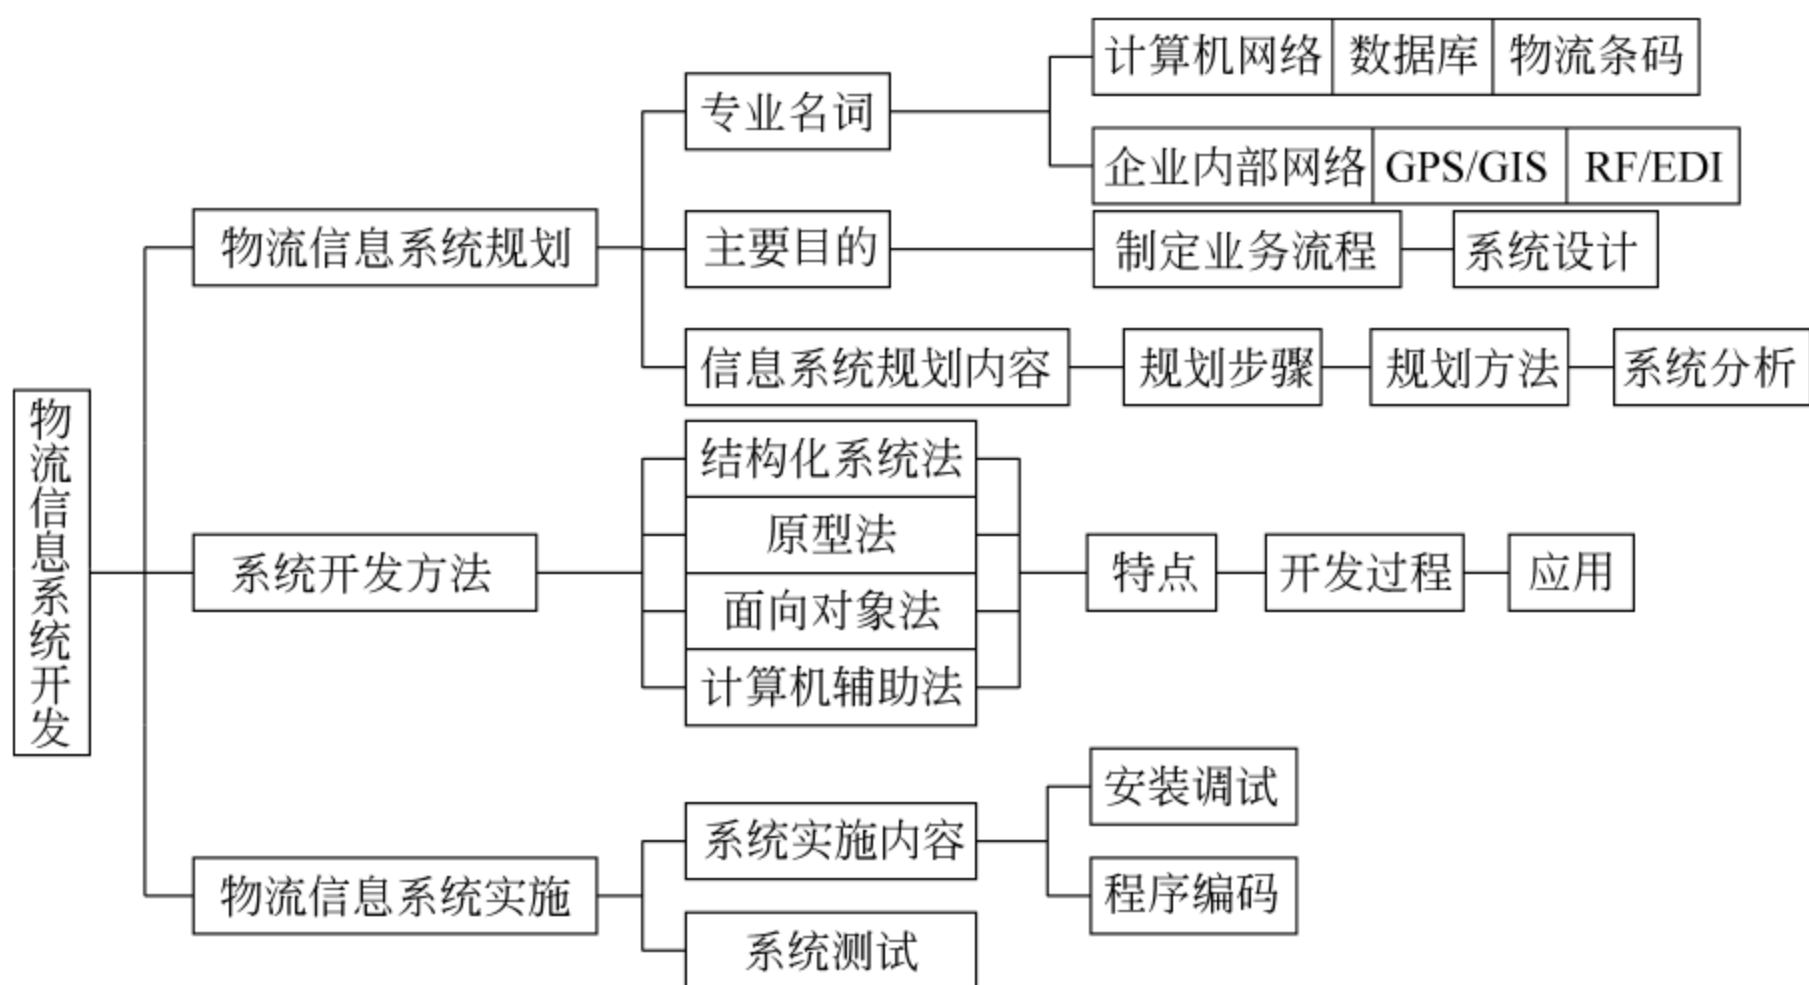 物流信息系统开发
物流信息系统规划
专业名词
计算机网络 数据库 物流条码
企业内部网络 GPS/GIS RF/EDI
主要目的
制定业务流程
系统设计
信息系统规划内容
规划步骤
规划方法
系统分析
系统开发方法
结构化系统法
原型法
面向对象法
计算机辅助法
特点
开发过程
应用
物流信息系统实施
系统实施内容
安装调试
程序编码
系统测试